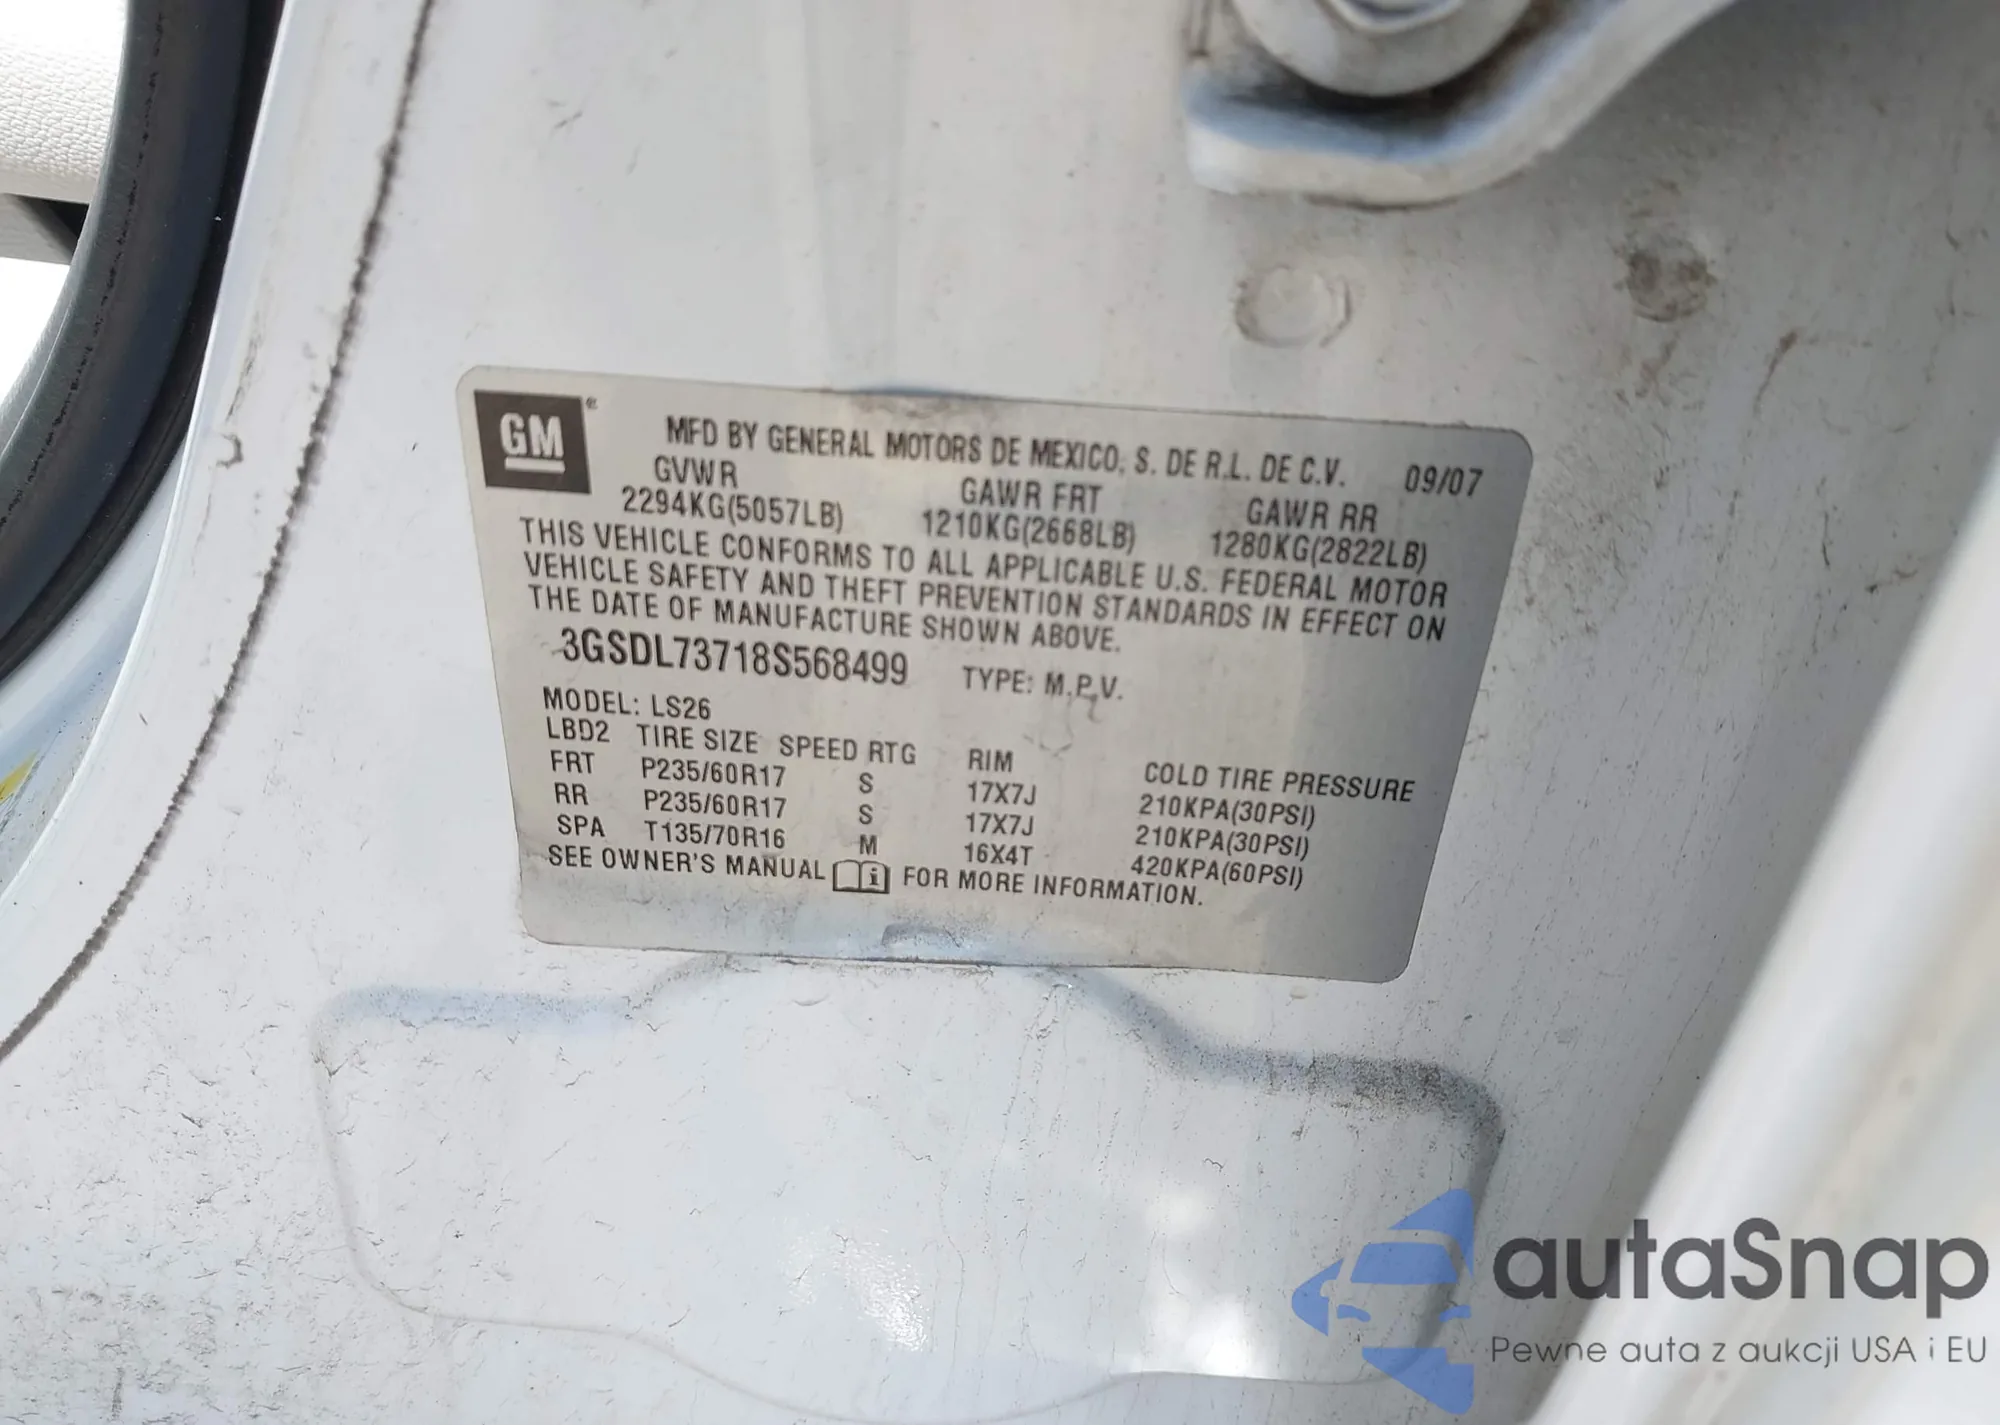 GM
MFD BY GENERAL MOTORS DE MEXICO, S. DE R.L. DE C.V. 09/07
GVWR GAWR FRT GAWR RR
2294KG(5057LB) 1210KG(2668LB) 1280KG(2822LB)
THIS VEHICLE CONFORMS TO ALL APPLICABLE U.S. FEDERAL MOTOR
VEHICLE SAFETY AND THEFT PREVENTION STANDARDS IN EFFECT ON
THE DATE OF MANUFACTURE SHOWN ABOVE.
3GSDL73718S568499 TYPE: M.P.V.
MODEL: LS26
LBD2 TIRE SIZE SPEED RTG RIM COLD TIRE PRESSURE
FRT P235/60R17 S 17X7J 210KPA(30PSI)
RR P235/60R17 S 17X7J 210KPA(30PSI)
SPA T135/70R16 M 16X4T 420KPA(60PSI)
SEE OWNER'S MANUAL i FOR MORE INFORMATION.
autaSnap
Pewne auta z aukcji USA i EU